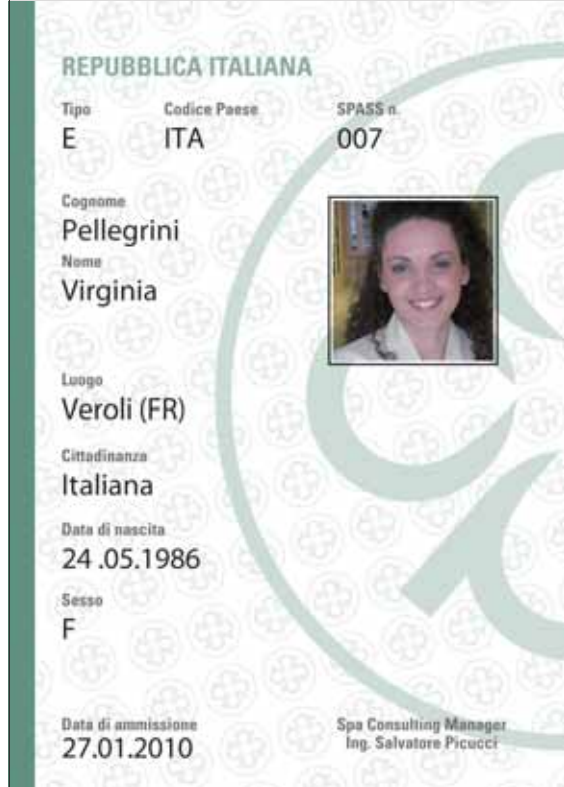 REPUBBLICA ITALIANA
Tipo Codice Paese SPASS n.
E ITA 007
Cognome
Pellegrini
Nome
Virginia
Luogo
Veroli (FR)
Cittadinanza
Italiana
Data di nascita
24 .05.1986
Sesso
F
Data di ammissione
27.01.2010
Spa Consulting Manager
Ing. Salvatore Picucci